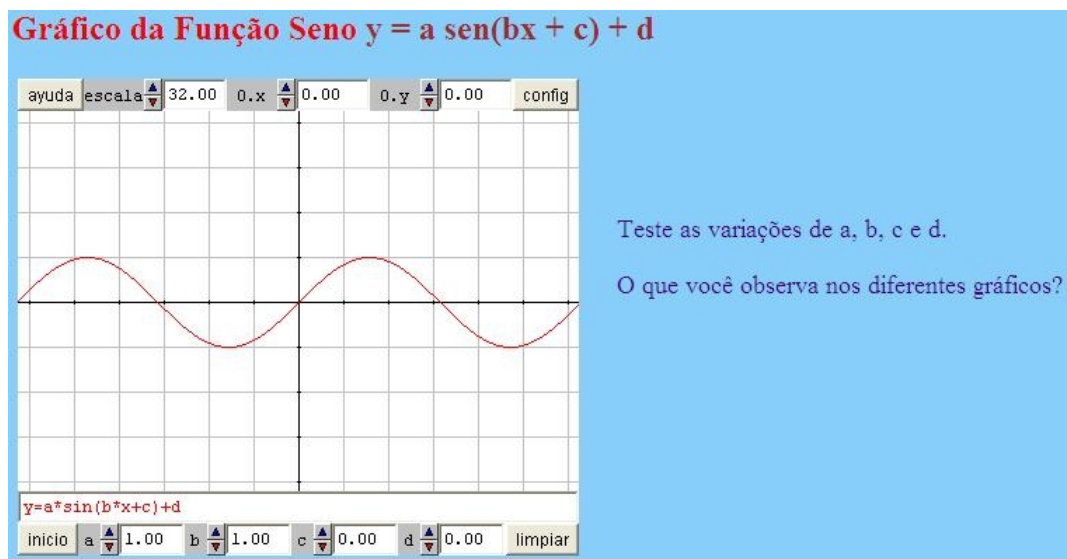 Gráfico da Função Seno y = a sen(bx + c) + d
ayuda escala 32.00 0.x 0.00 0.y 0.00 config
Teste as variações de a, b, c e d.
O que você observa nos diferentes gráficos?
y=a*sin(b*x+c)+d
inicio a 1.00 b 1.00 c 0.00 d 0.00 limpiar